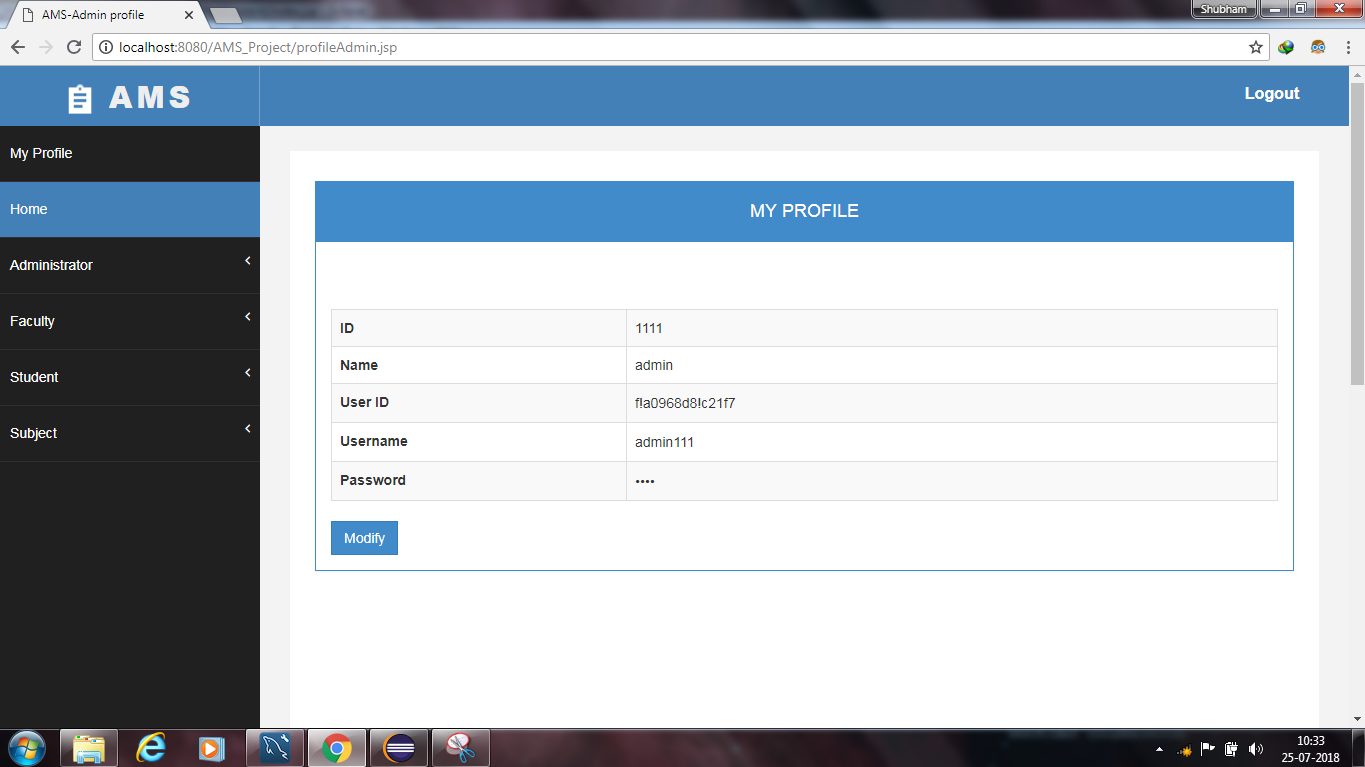 AMS-Admin profile
Shubham
localhost:8080/AMS_Project/profileAdmin.jsp
AMS
Logout
My Profile
Home
Administrator
Faculty
Student
Subject
MY PROFILE
ID 1111
Name admin
User ID f!a0968d8!c21f7
Username admin111
Password ••••
Modify
10:33
25-07-2018